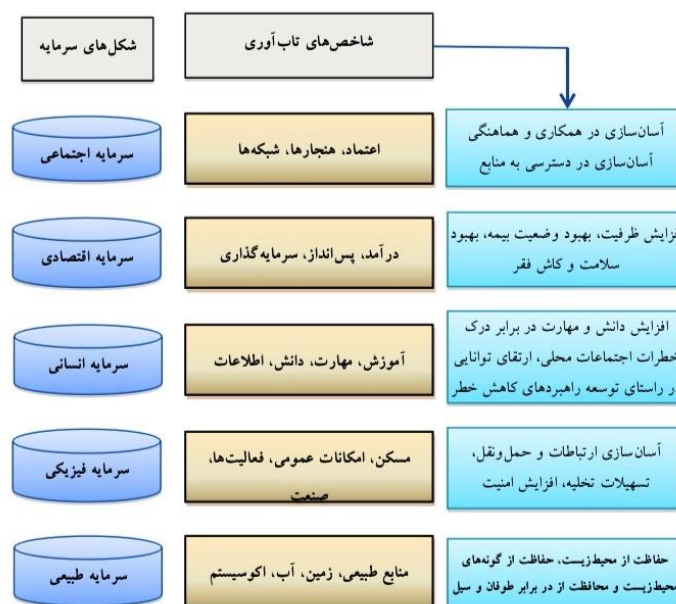 شکل‌های سرمایه
شاخص‌های تاب‌آوری
سرمایه اجتماعی
اعتماد، هنجارها، شبکه‌ها
آسان‌سازی در همکاری و هماهنگی
آسان‌سازی در دسترسی به منابع
سرمایه اقتصادی
درآمد، پس‌انداز، سرمایه‌گذاری
فزایش ظرفیت، بهبود وضعیت بیمه، بهبود
سلامت و کاش فقر
سرمایه انسانی
آموزش، مهارت، دانش، اطلاعات
افزایش دانش و مهارت در برابر درک
خطرات اجتماعات محلی، ارتقای توانایی
در راستای توسعه راهبردهای کاهش خطر
سرمایه فیزیکی
مسکن، امکانات عمومی، فعالیت‌ها،
صنعت
آسان‌سازی ارتباطات و حمل‌ونقل،
تسهیلات تخلیه، افزایش امنیت
سرمایه طبیعی
منابع طبیعی، زمین، آب، اکوسیستم
حفاظت از محیط‌زیست، حفاظت از گونه‌های
محیط‌زیست و محافظت از در برابر طوفان و سیل